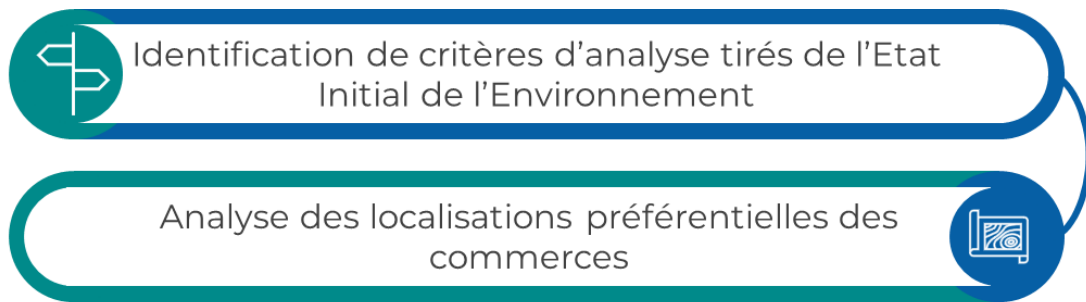 Identification de critères d’analyse tirés de l’Etat
Initial de l’Environnement
Analyse des localisations préférentielles des
commerces